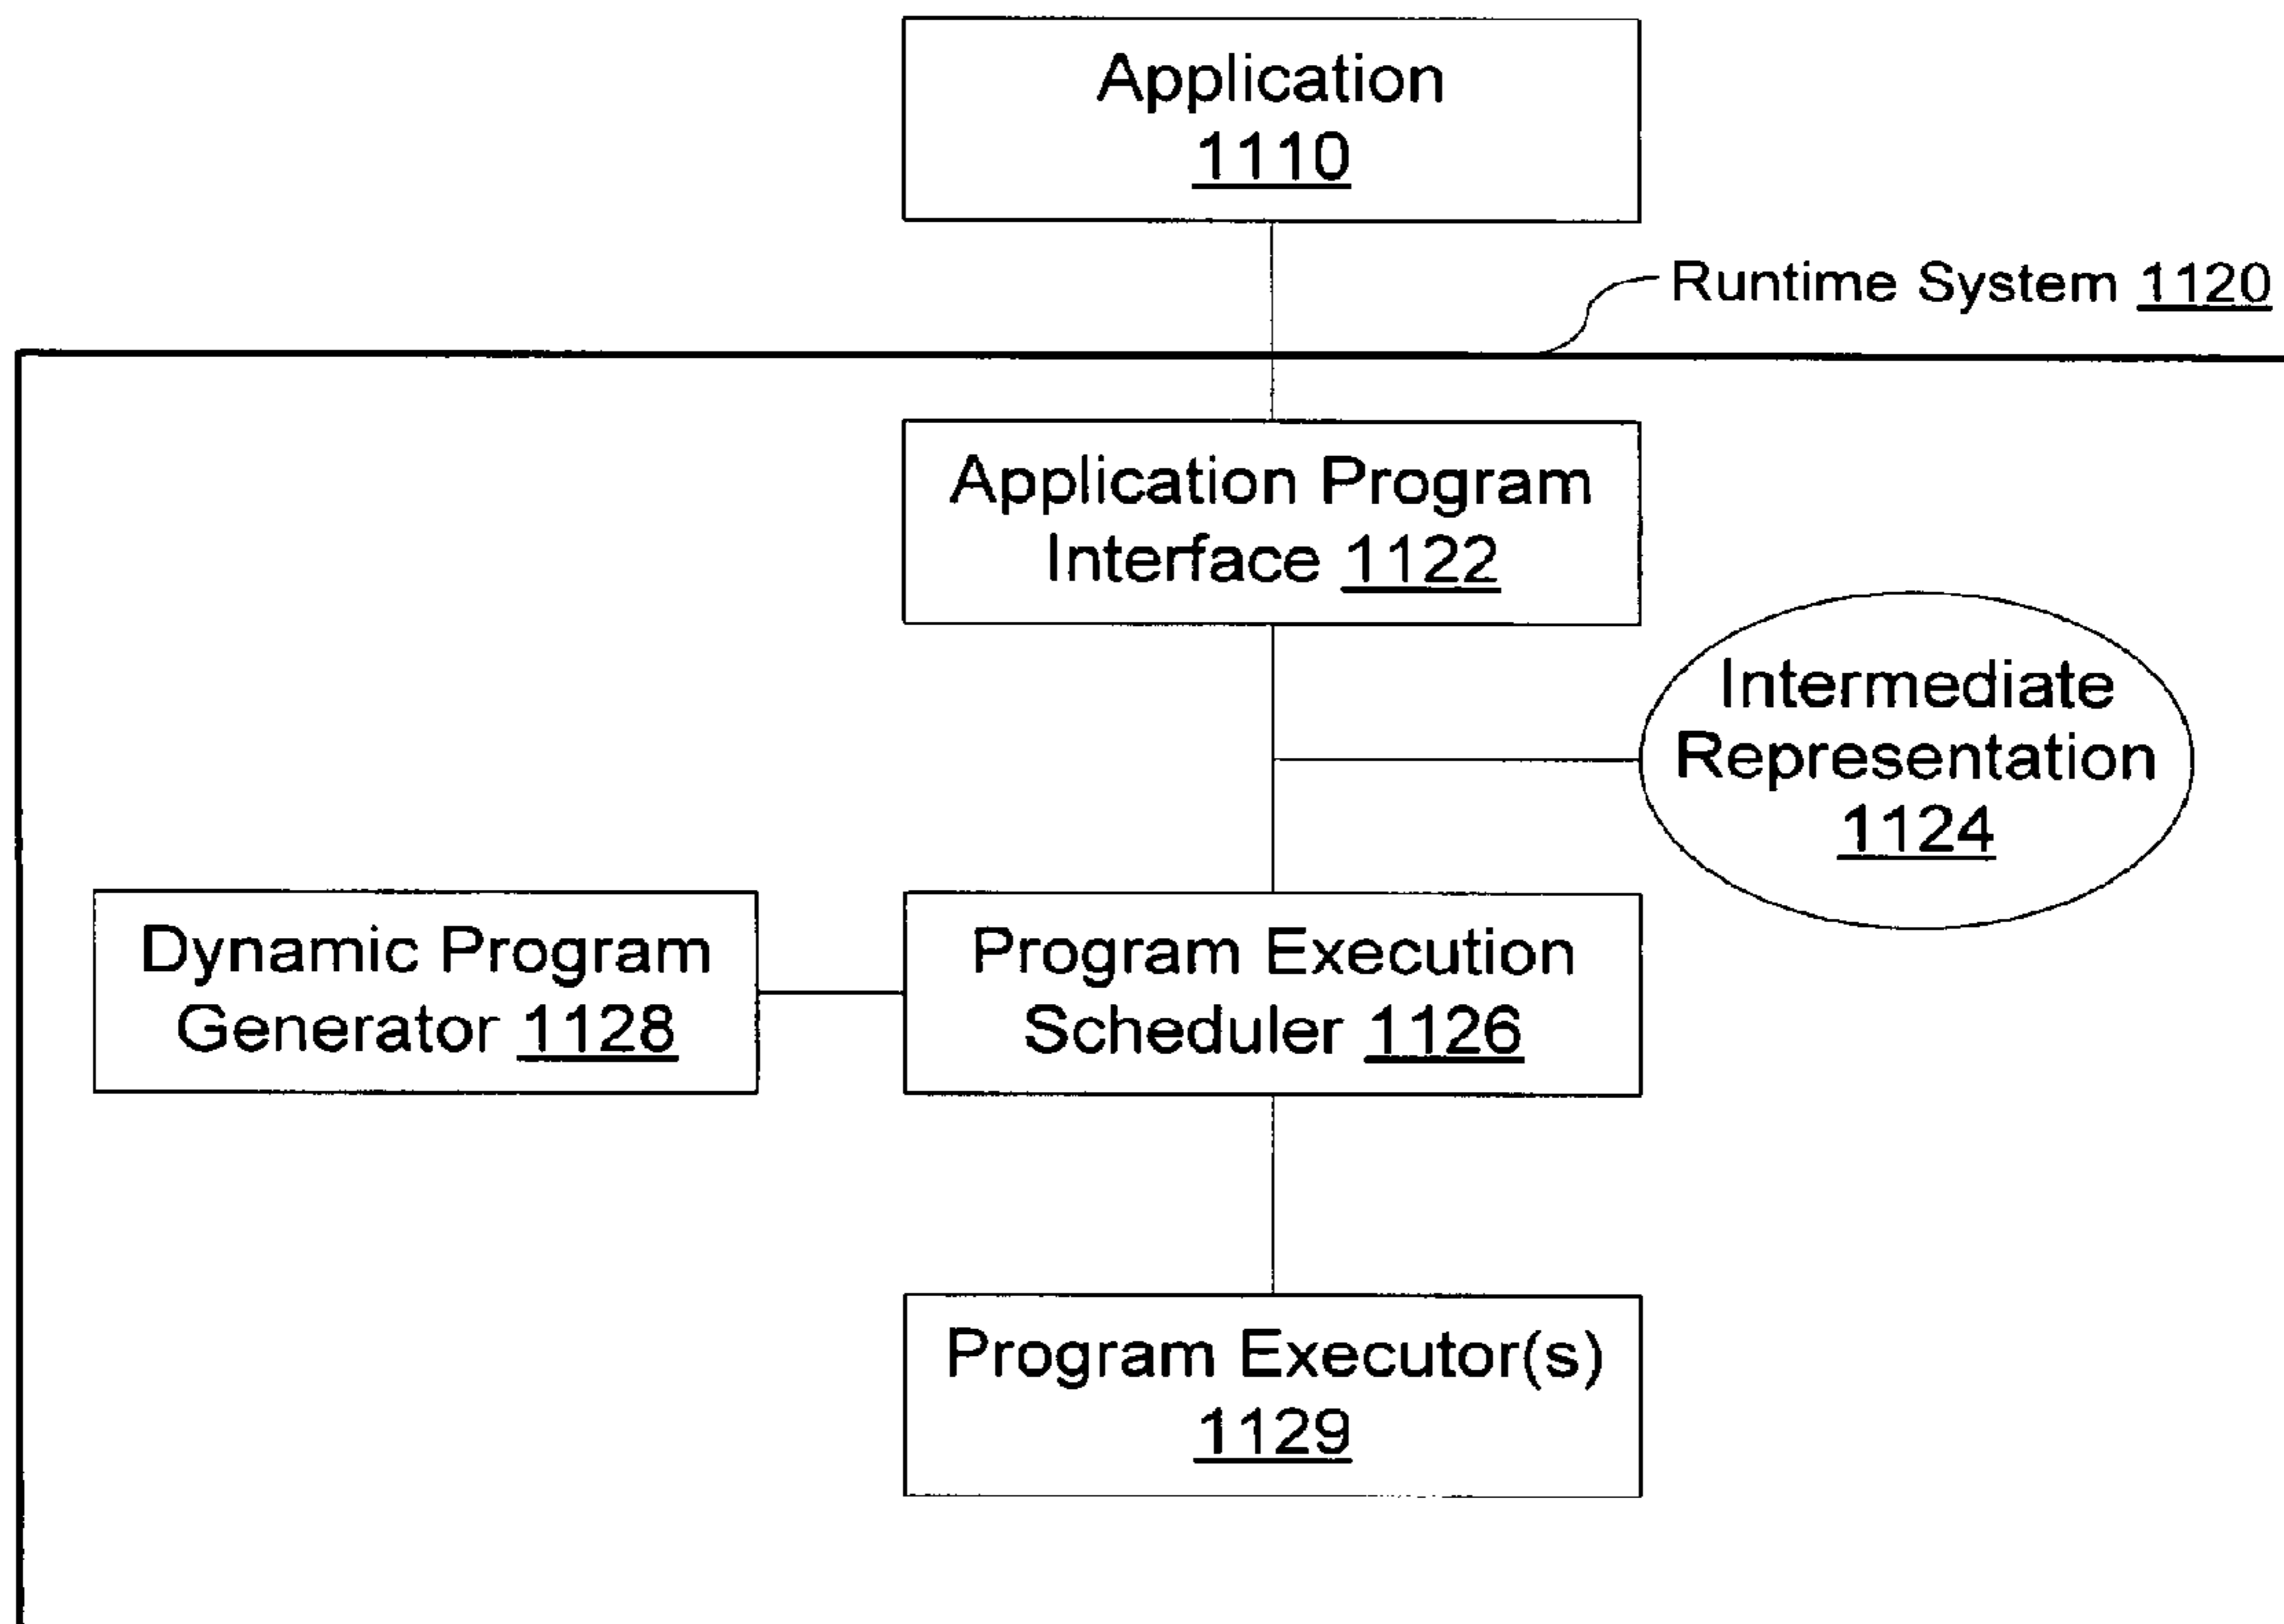 Application
1110
Runtime System 1120
Application Program
Interface 1122
Intermediate
Representation
1124
Dynamic Program
Generator 1128
Program Execution
Scheduler 1126
Program Executor(s)
1129